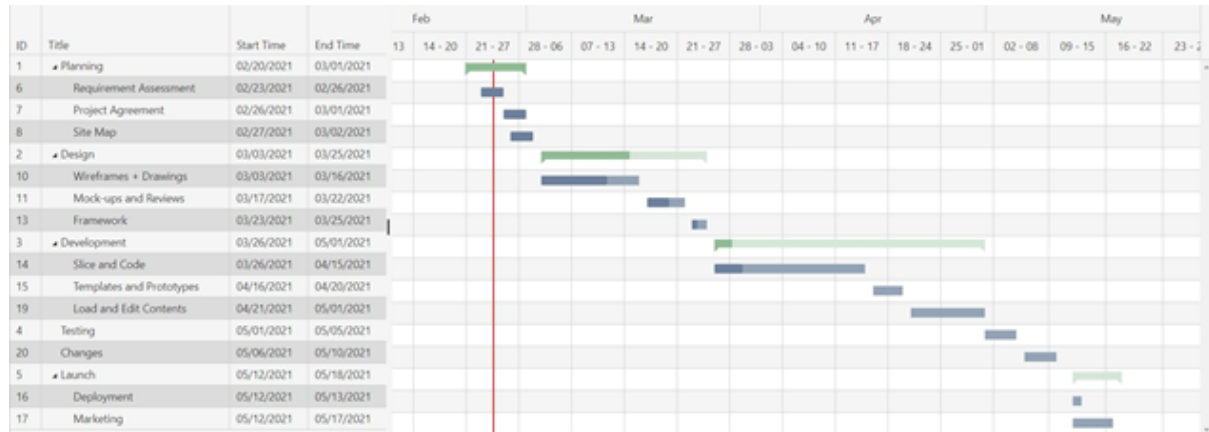 Feb Mar Apr May
ID Title Start Time End Time 13 14 - 20 21 - 27 28 - 06 07 - 13 14 - 20 21 - 27 28 - 03 04 - 10 11 - 17 18 - 24 25 - 01 02 - 08 09 - 15 16 - 22 23 - 2
1 Planning 02/20/2021 03/01/2021
6 Requirement Assessment 02/23/2021 02/26/2021
7 Project Agreement 02/26/2021 03/01/2021
8 Site Map 02/27/2021 03/02/2021
2 Design 03/03/2021 03/25/2021
10 Wireframes + Drawings 03/03/2021 03/16/2021
11 Mock-ups and Reviews 03/17/2021 03/22/2021
13 Framework 03/23/2021 03/25/2021
3 Development 03/26/2021 05/01/2021
14 Slice and Code 03/26/2021 04/15/2021
15 Templates and Prototypes 04/16/2021 04/20/2021
19 Load and Edit Contents 04/21/2021 05/01/2021
4 Testing 05/01/2021 05/05/2021
20 Changes 05/06/2021 05/10/2021
5 Launch 05/12/2021 05/18/2021
16 Deployment 05/12/2021 05/13/2021
17 Marketing 05/12/2021 05/17/2021